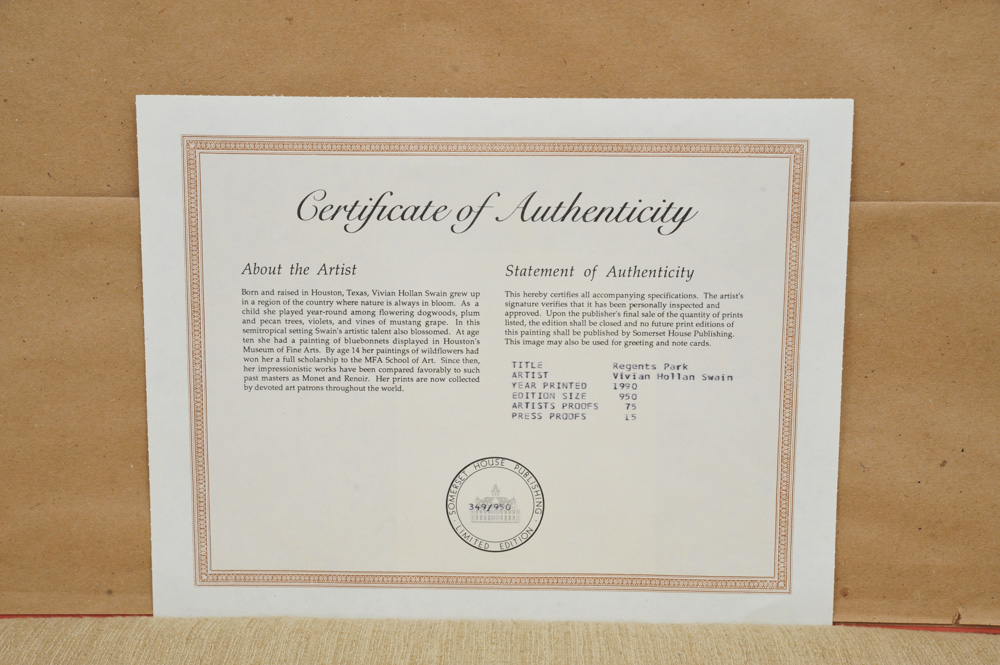 Certificate of Authenticity
About the Artist
Born and raised in Houston, Texas, Vivian Hollan Swain grew up
in a region of the country where nature is always in bloom. As a
child she played year-round among flowering dogwoods, plum
and pecan trees, violets, and vines of mustang grape. In this
semitropical setting Swain's artistic talent also blossomed. At age
ten she had a painting of bluebonnets displayed in Houston's
Museum of Fine Arts. By age 14 her paintings of wildflowers had
won her a full scholarship to the MFA School of Art. Since then,
her impressionistic works have been compared favorably to such
past masters as Monet and Renoir. Her prints are now collected
by devoted art patrons throughout the world.
Statement of Authenticity
This hereby certifies all accompanying specifications. The artist's
signature verifies that it has been personally inspected and
approved. Upon the publisher's final sale of the quantity of prints
listed, the edition shall be closed and no future print editions of
this painting shall be published by Somerset House Publishing.
This image may also be used for greeting and note cards.
TITLE Regents Park
ARTIST Vivian Hollan Swain
YEAR PRINTED 1990
EDITION SIZE 950
ARTISTS PROOFS 75
PRESS PROOFS 15
SOMERSET HOUSE PUBLISHING
349/950
LIMITED EDITION